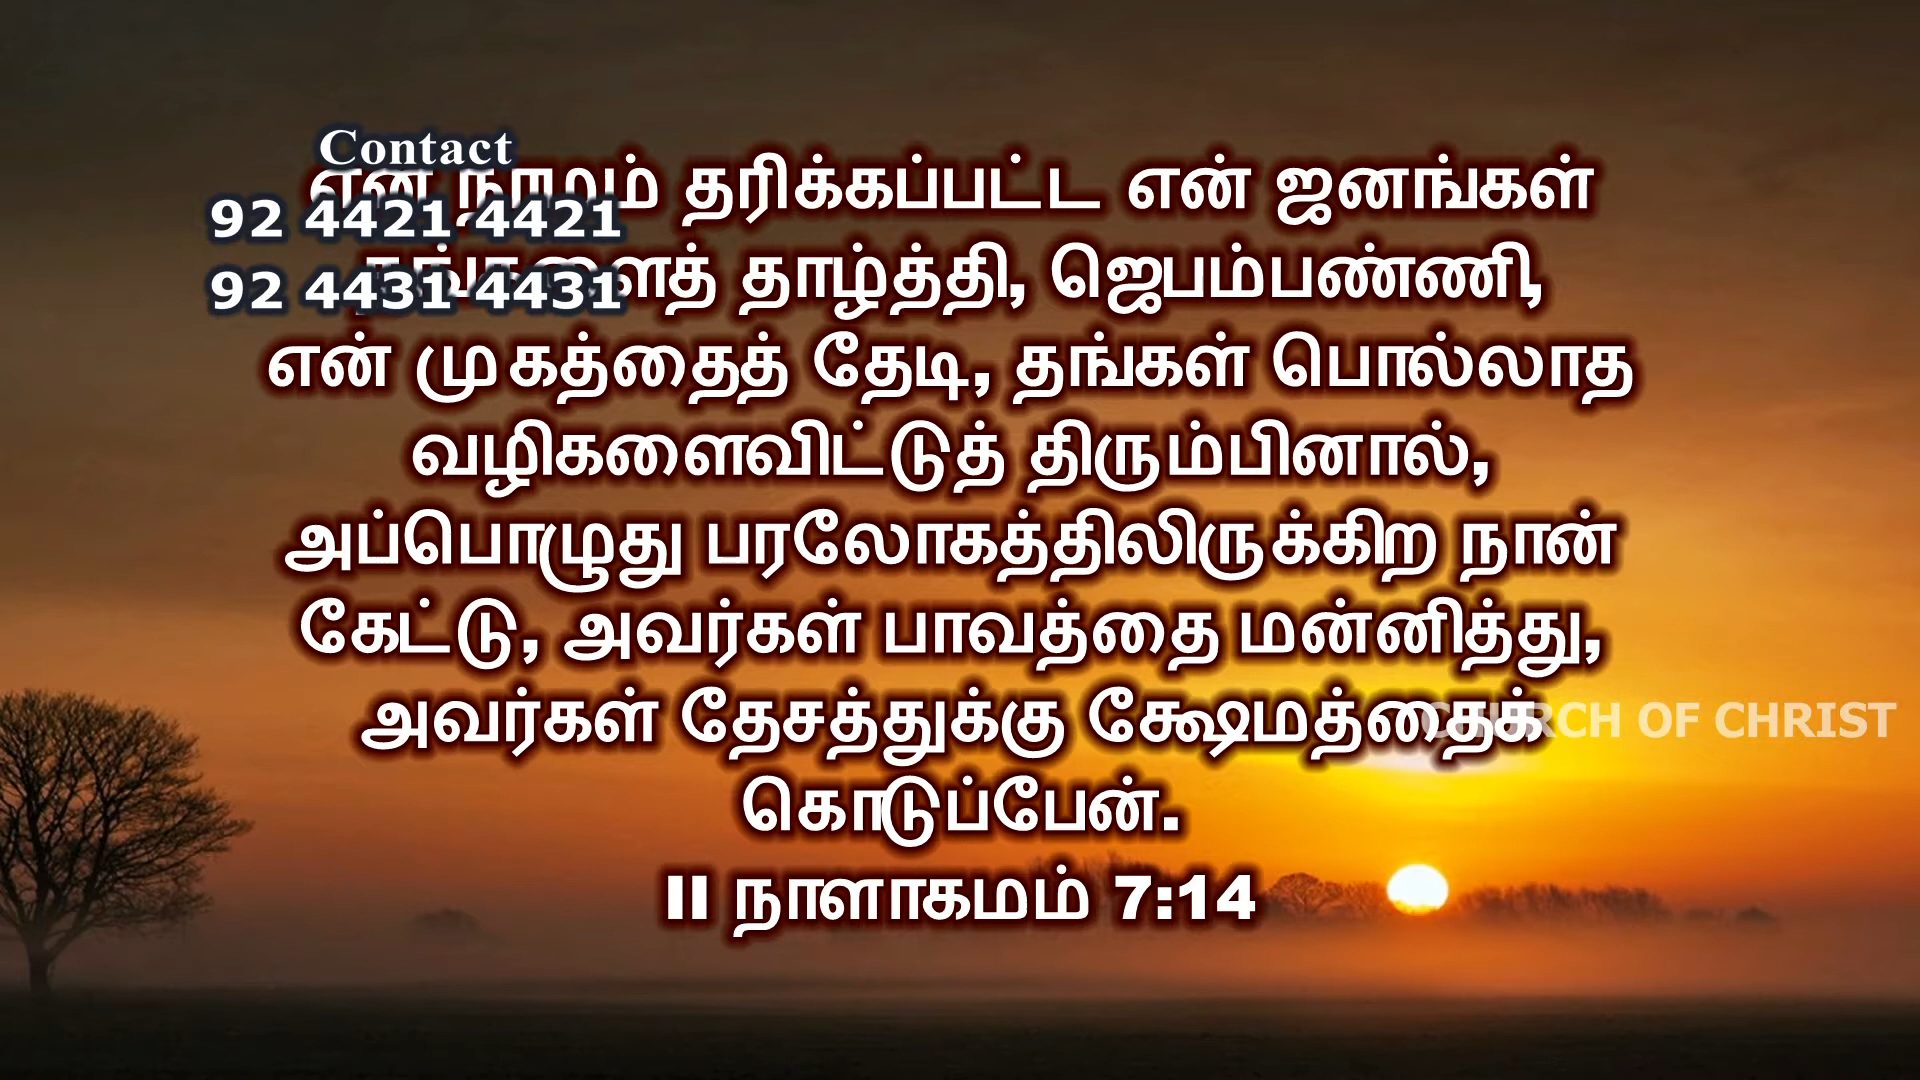 Contact
92 4421 4421
92 4431 4431
என் நாமம் தரிக்கப்பட்ட என் ஜனங்கள்
தங்களைத் தாழ்த்தி, ஜெபம்பண்ணி,
என் முகத்தைத் தேடி, தங்கள் பொல்லாத
வழிகளைவிட்டுத் திரும்பினால்,
அப்பொழுது பரலோகத்திலிருக்கிற நான்
கேட்டு, அவர்கள் பாவத்தை மன்னித்து,
அவர்கள் தேசத்துக்கு க்ஷேமத்தைக்
கொடுப்பேன்.
II நாளாகமம் 7:14
CHURCH OF CHRIST